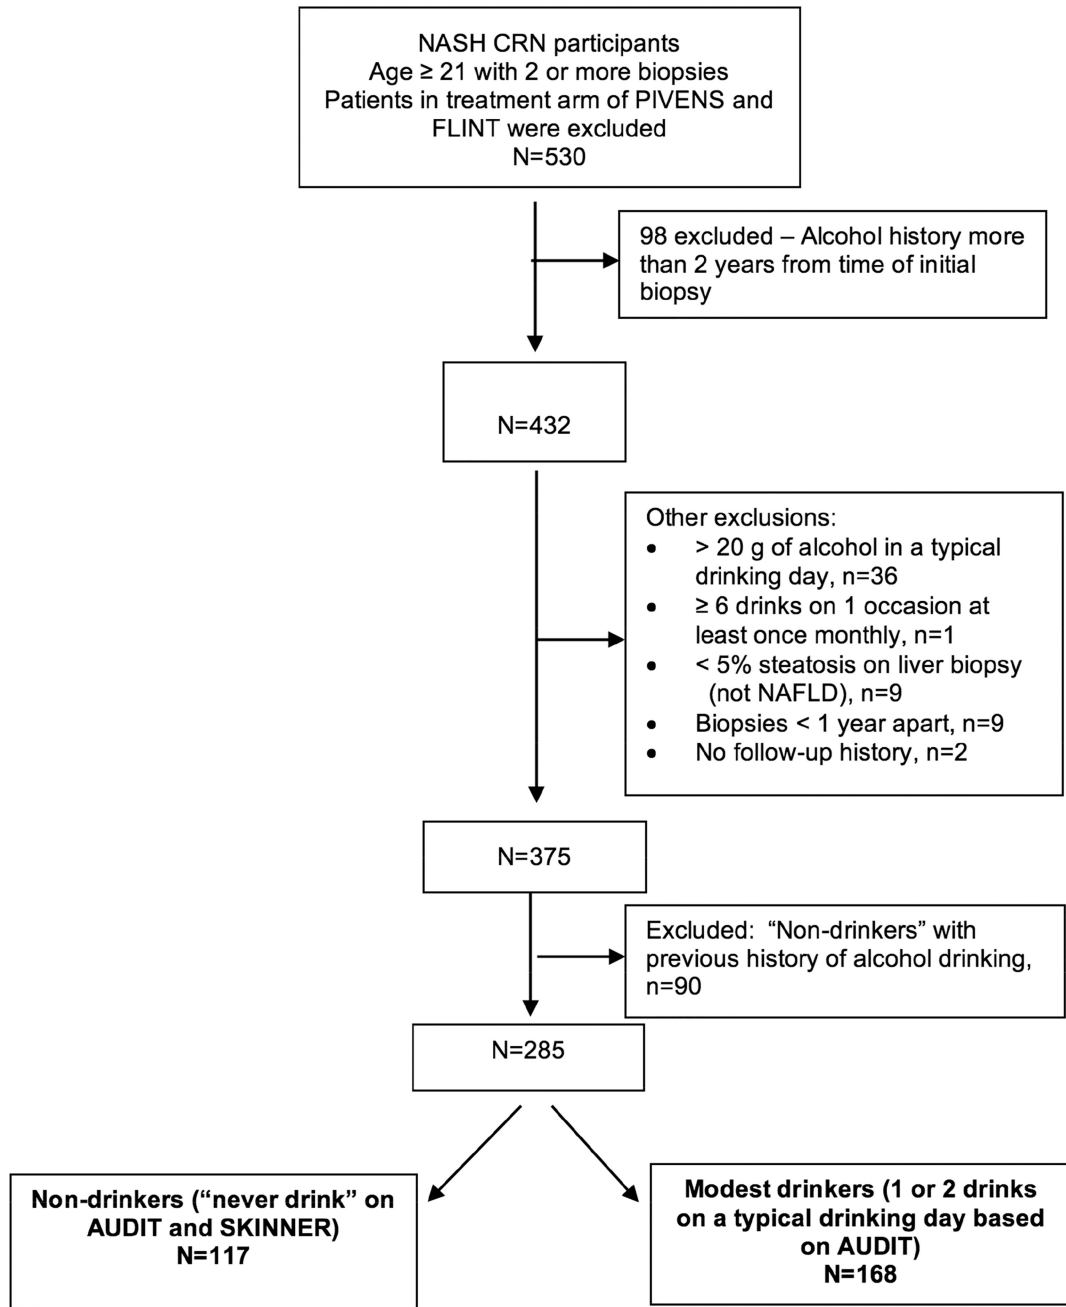 NASH CRN participants
Age ≥ 21 with 2 or more biopsies
Patients in treatment arm of PIVENS and
FLINT were excluded
N=530
98 excluded – Alcohol history more
than 2 years from time of initial
biopsy
N=432
Other exclusions:
• > 20 g of alcohol in a typical
drinking day, n=36
• ≥ 6 drinks on 1 occasion at
least once monthly, n=1
• < 5% steatosis on liver biopsy
(not NAFLD), n=9
• Biopsies < 1 year apart, n=9
• No follow-up history, n=2
N=375
Excluded: “Non-drinkers” with
previous history of alcohol drinking,
n=90
N=285
Non-drinkers (“never drink” on
AUDIT and SKINNER)
N=117
Modest drinkers (1 or 2 drinks
on a typical drinking day based
on AUDIT)
N=168